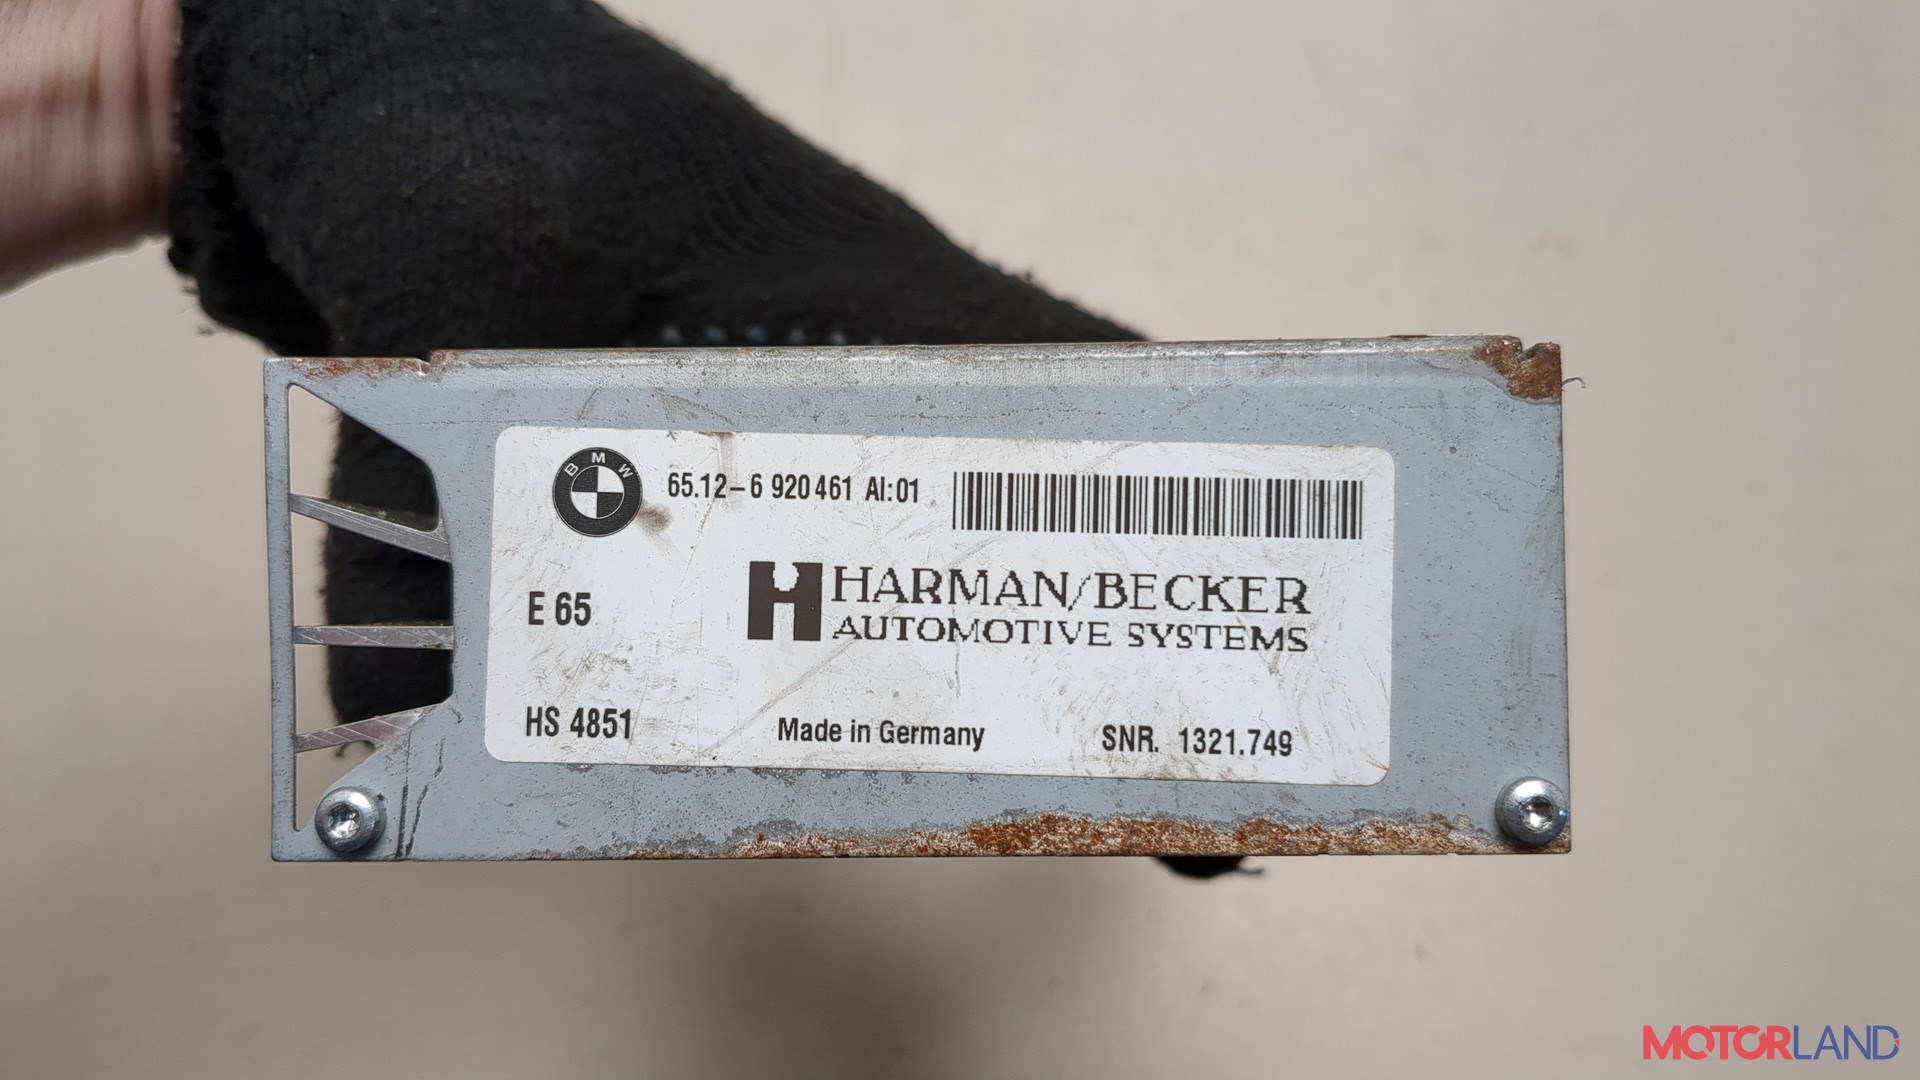 BMW
65.12-6 920461 AI:01
HARMAN/BECKER
AUTOMOTIVE SYSTEMS
E 65
HS 4851
Made in Germany
SNR. 1321.749
MOTORLAND